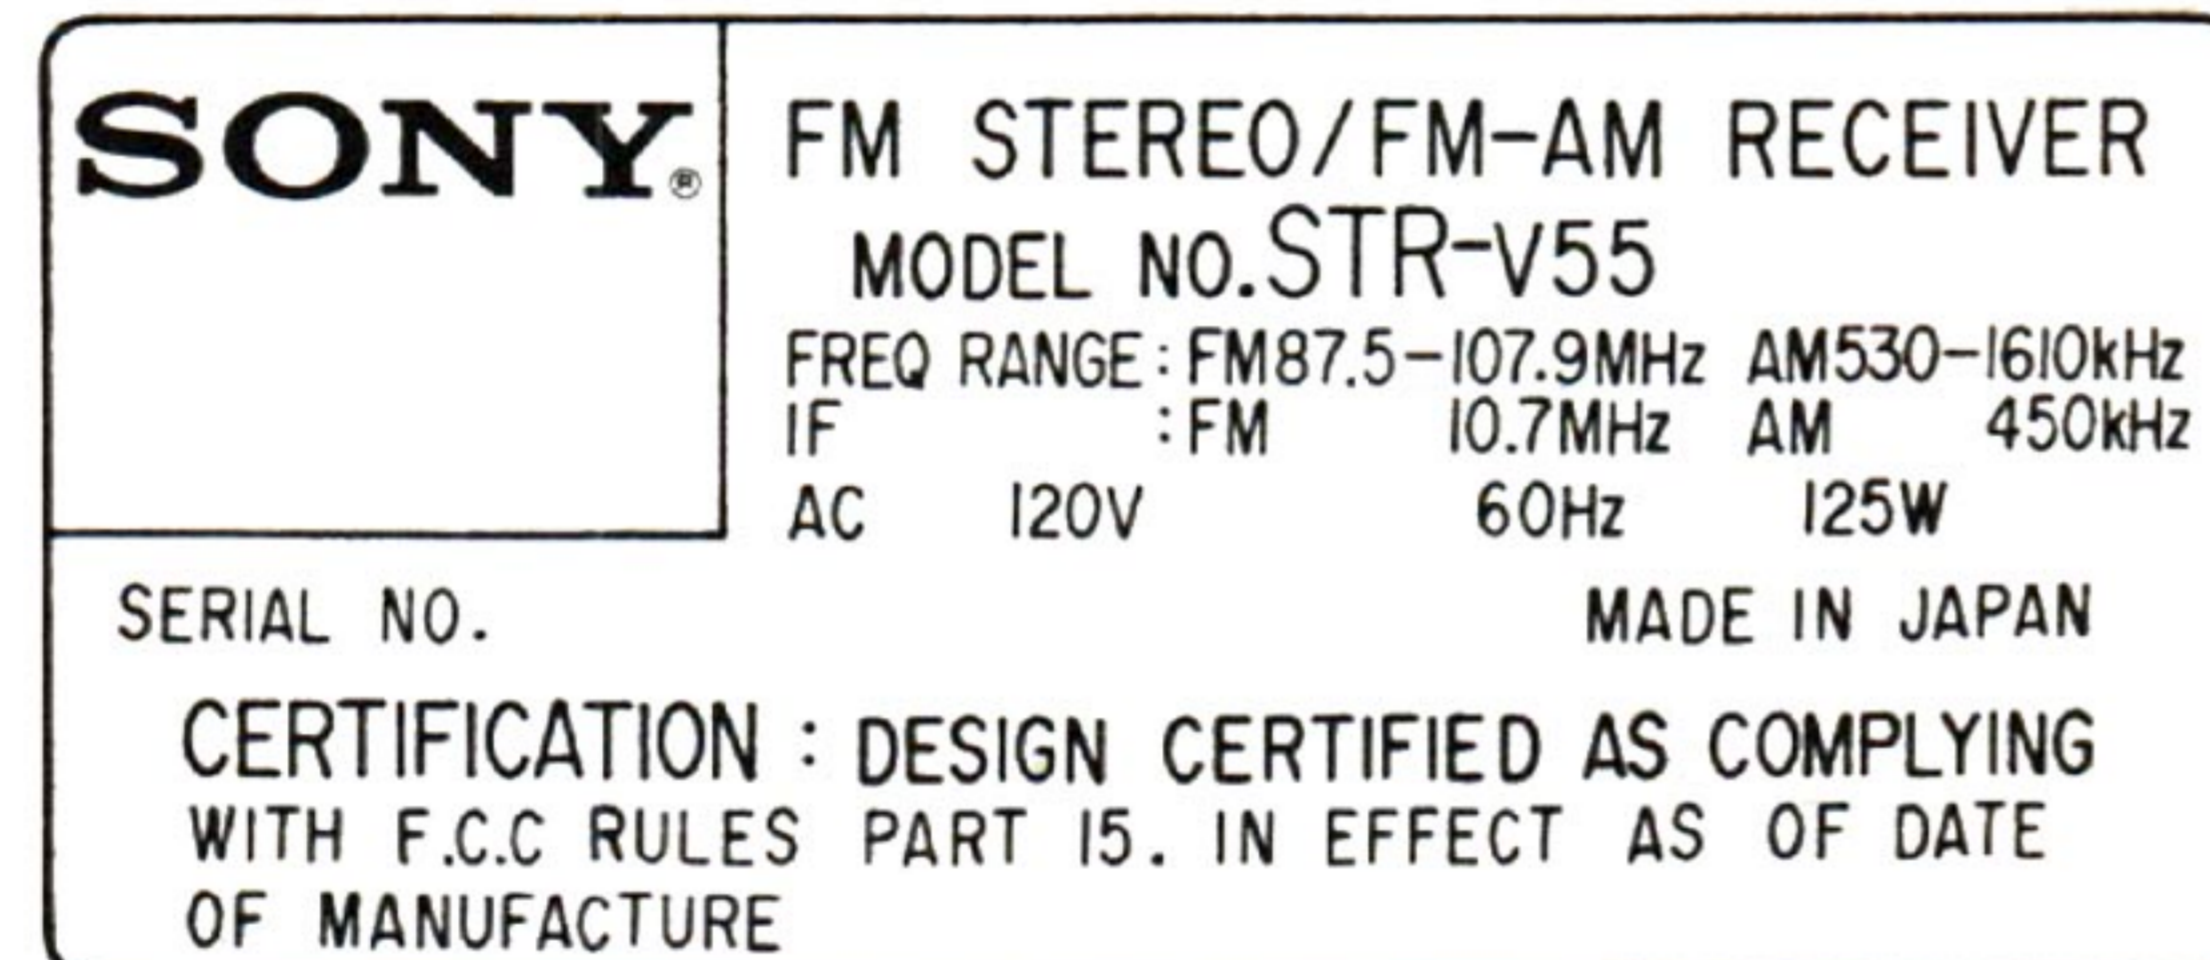 SONY®
FM STEREO/FM-AM RECEIVER
MODEL NO.STR-V55
FREQ RANGE : FM87.5-107.9MHz AM530-1610kHz
IF : FM 10.7MHz AM 450kHz
AC 120V 60Hz 125W
SERIAL NO. MADE IN JAPAN
CERTIFICATION : DESIGN CERTIFIED AS COMPLYING
WITH F.C.C RULES PART 15. IN EFFECT AS OF DATE
OF MANUFACTURE